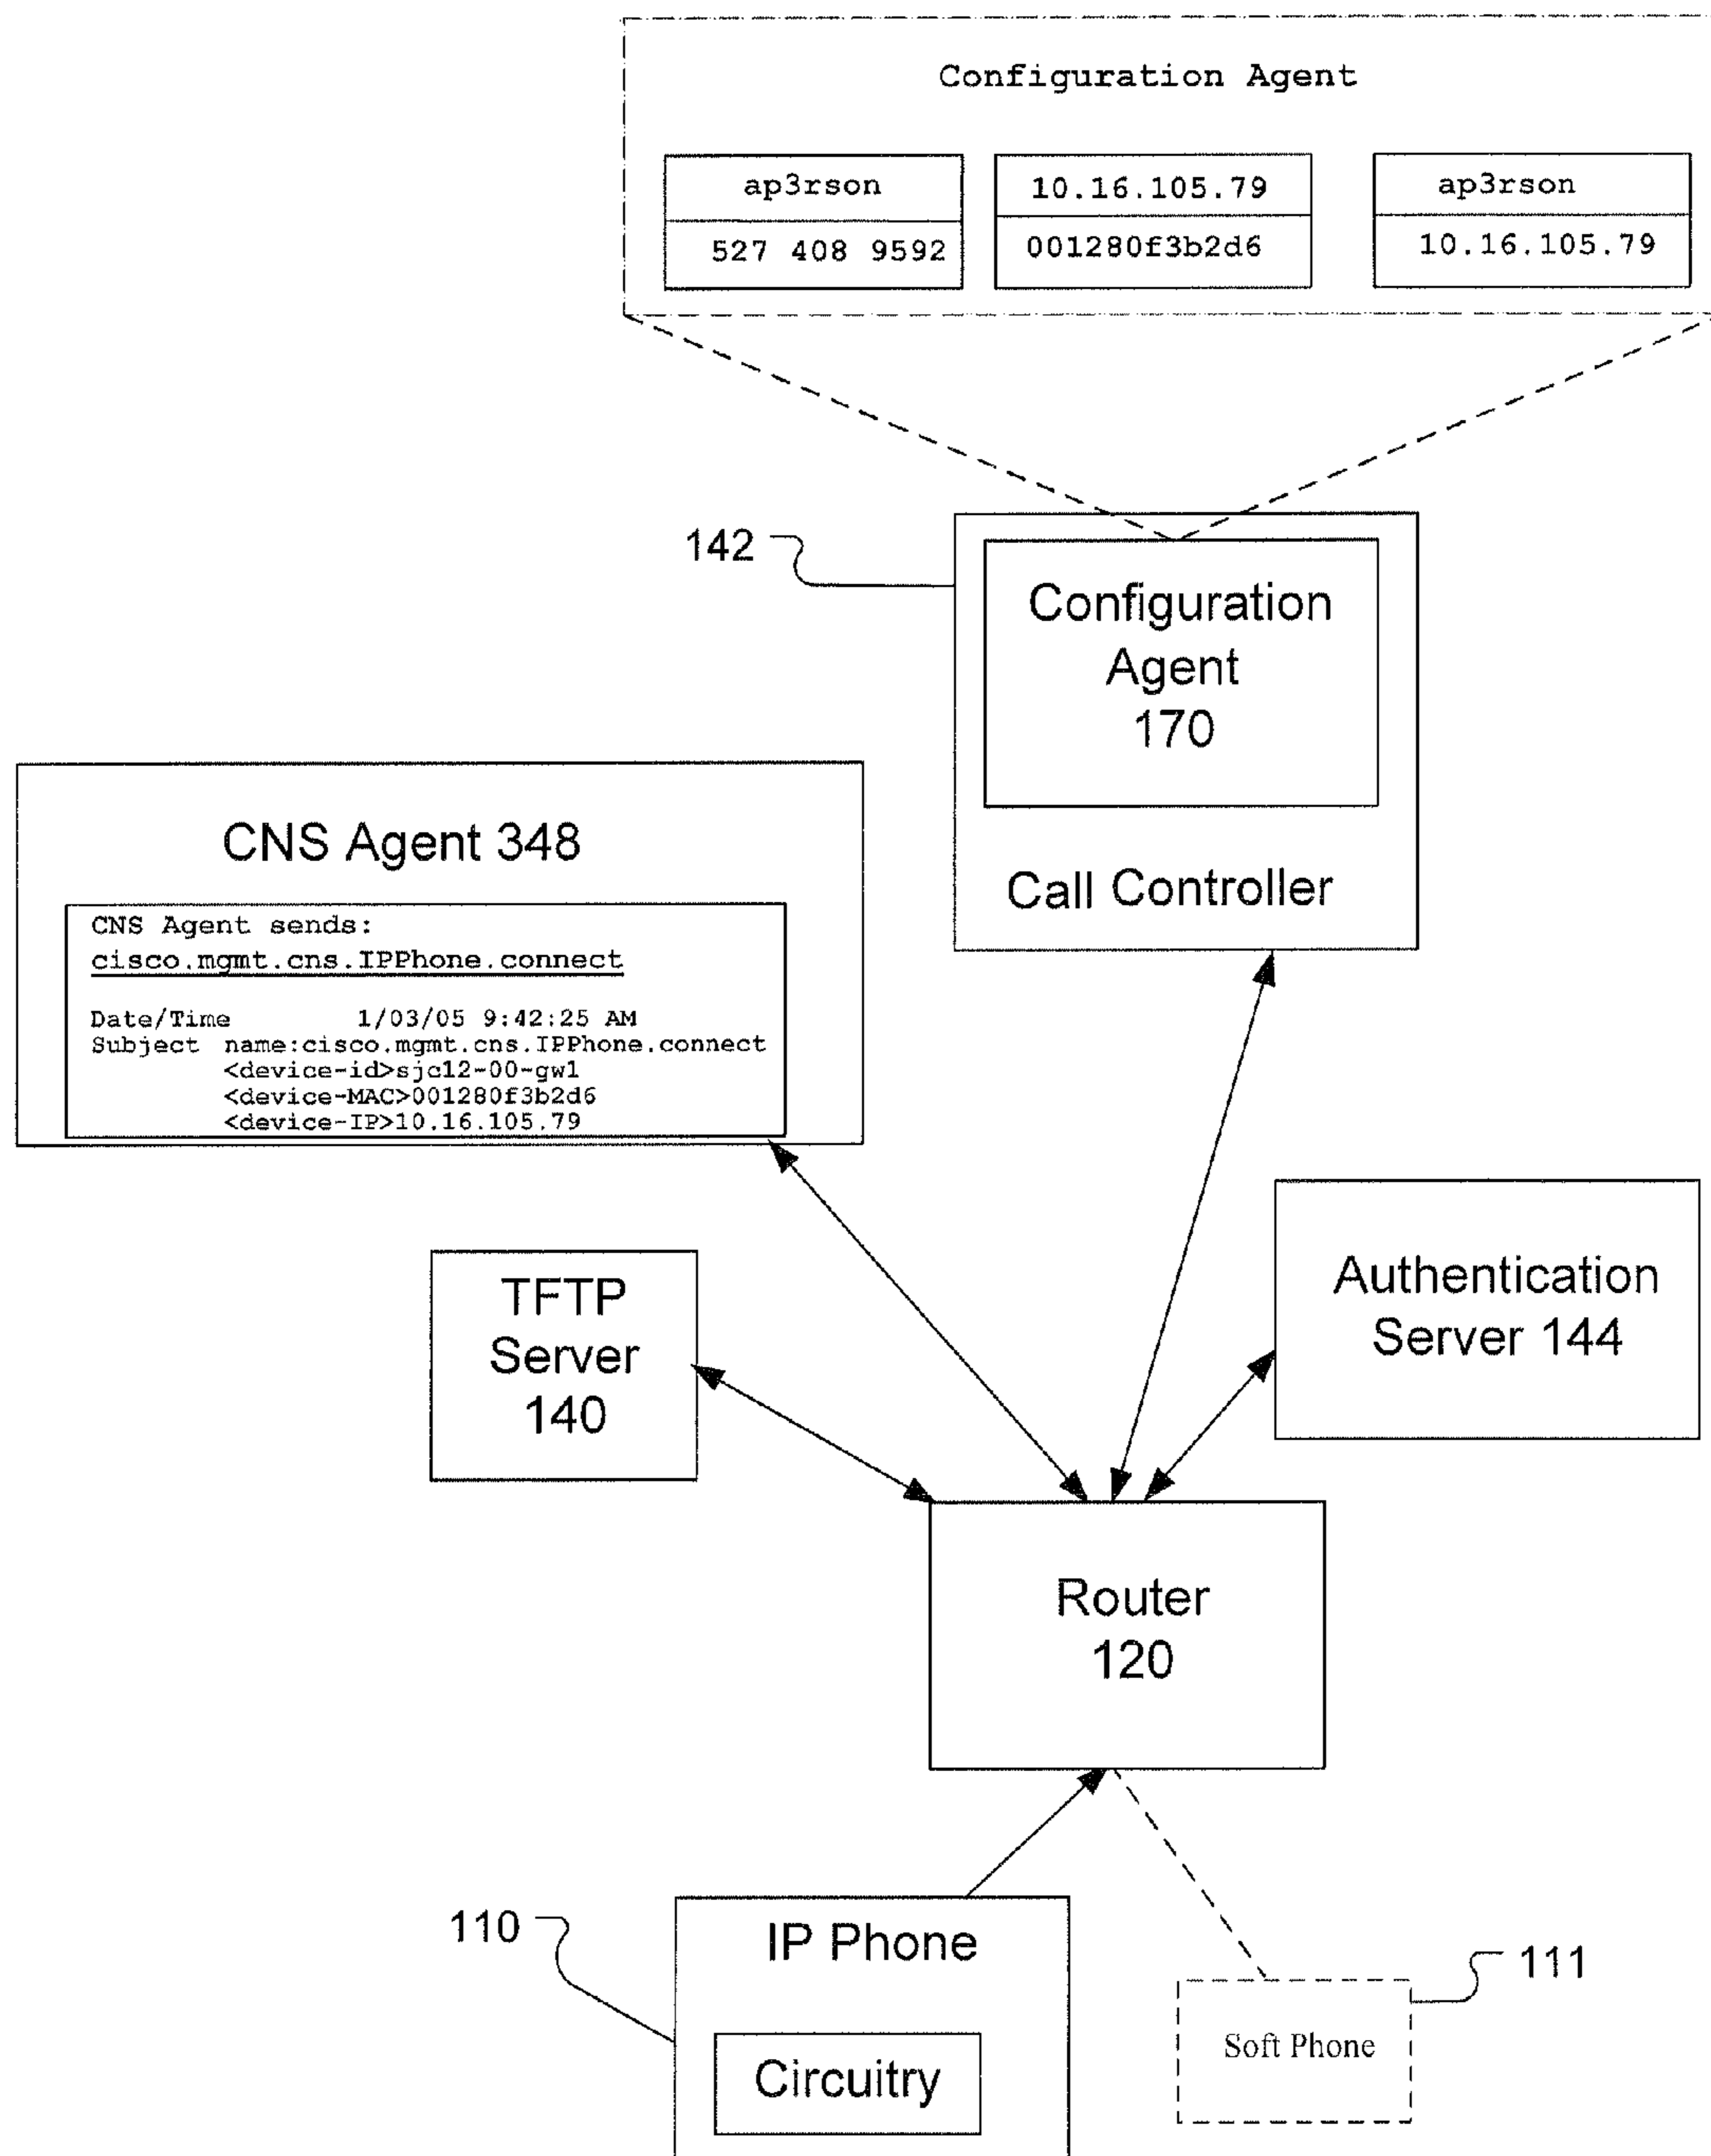 Configuration Agent
ap3rson
527 408 9592
10.16.105.79
001280f3b2d6
ap3rson
10.16.105.79
142
Configuration
Agent
170
Call Controller
CNS Agent 348
CNS Agent sends:
cisco.mgmt.cns.IPPhone.connect
Date/Time 1/03/05 9:42:25 AM
Subject name:cisco.mgmt.cns.IPPhone.connect
<device-id>sjc12-00-gw1
<device-MAC>001280f3b2d6
<device-IP>10.16.105.79
TFTP
Server
140
Authentication
Server 144
Router
120
110
IP Phone
Circuitry
111
Soft Phone